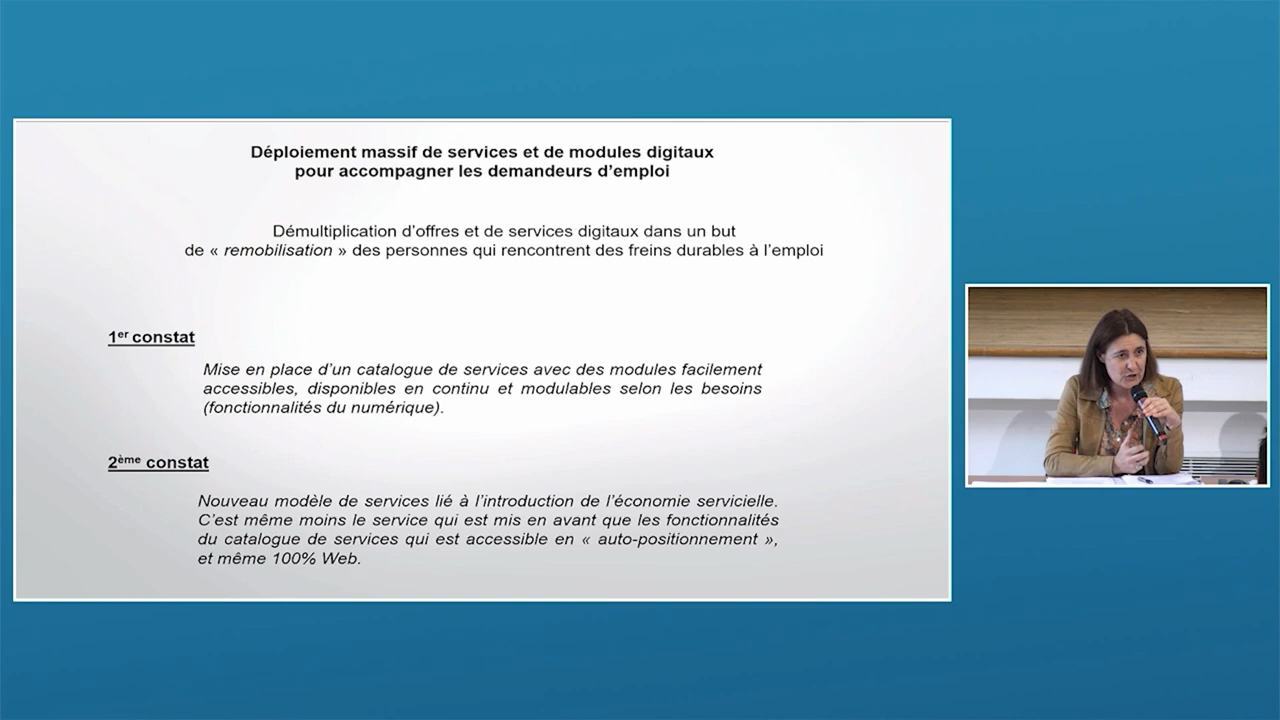 Déploiement massif de services et de modules digitaux
pour accompagner les demandeurs d’emploi
Démultiplication d’offres et de services digitaux dans un but
de « remobilisation » des personnes qui rencontrent des freins durables à l’emploi
1er constat
Mise en place d’un catalogue de services avec des modules facilement
accessibles, disponibles en continu et modulables selon les besoins
(fonctionnalités du numérique).
2ème constat
Nouveau modèle de services lié à l’introduction de l’économie servicielle.
C’est même moins le service qui est mis en avant que les fonctionnalités
du catalogue de services qui est accessible en « auto-positionnement »,
et même 100% Web.